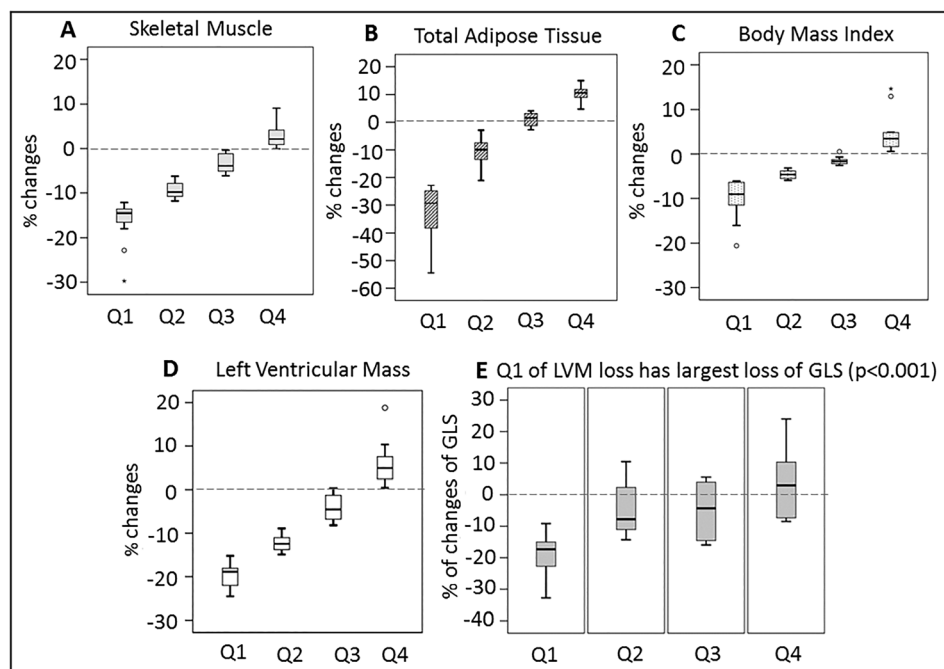 A Skeletal Muscle
% changes
20
10
0
-10
-20
-30
Q1 Q2 Q3 Q4
B Total Adipose Tissue
% changes
20
10
0
-10
-20
-30
-40
-50
-60
Q1 Q2 Q3 Q4
C Body Mass Index
% changes
20
10
0
-10
-20
-30
Q1 Q2 Q3 Q4
D Left Ventricular Mass
% changes
20
10
0
-10
-20
-30
Q1 Q2 Q3 Q4
E Q1 of LVM loss has largest loss of GLS (p<0.001)
% of changes of GLS
30
20
10
0
-10
-20
-30
-40
Q1 Q2 Q3 Q4